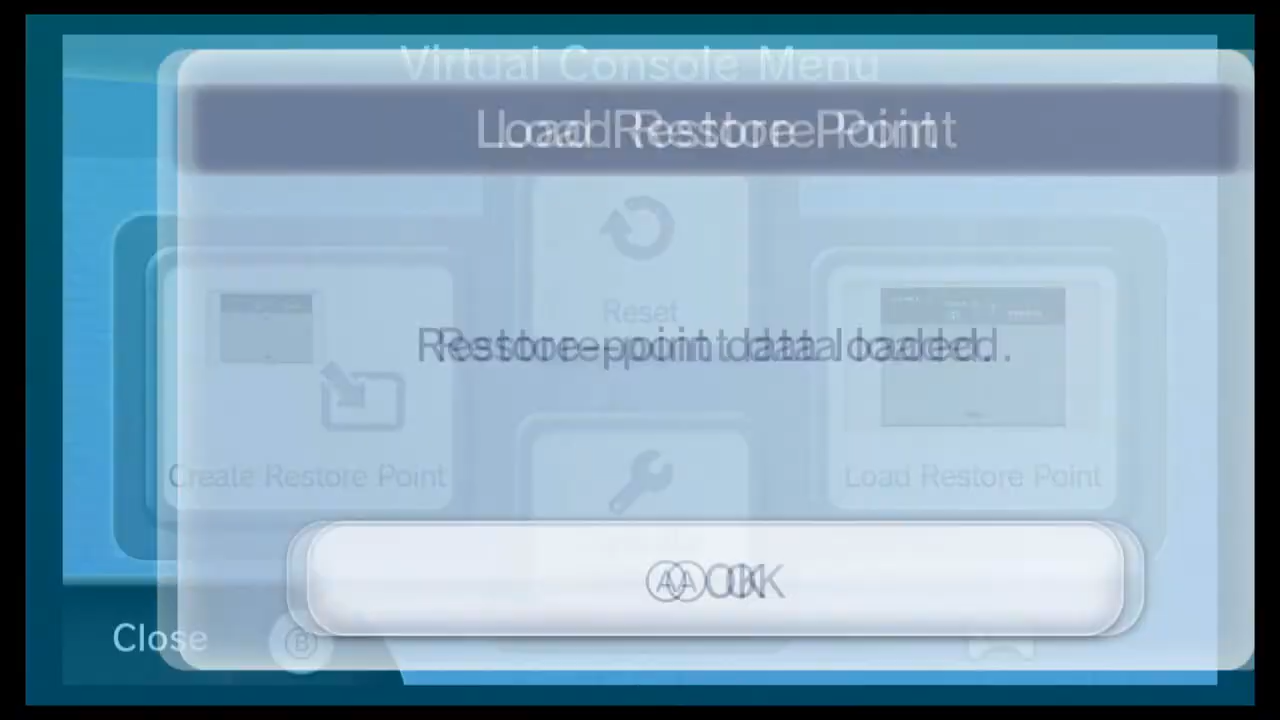 Virtual Console Menu
Load Restore Point
Reset
Restore-point data loaded.
Create Restore Point
Load Restore Point
A OK
Close B